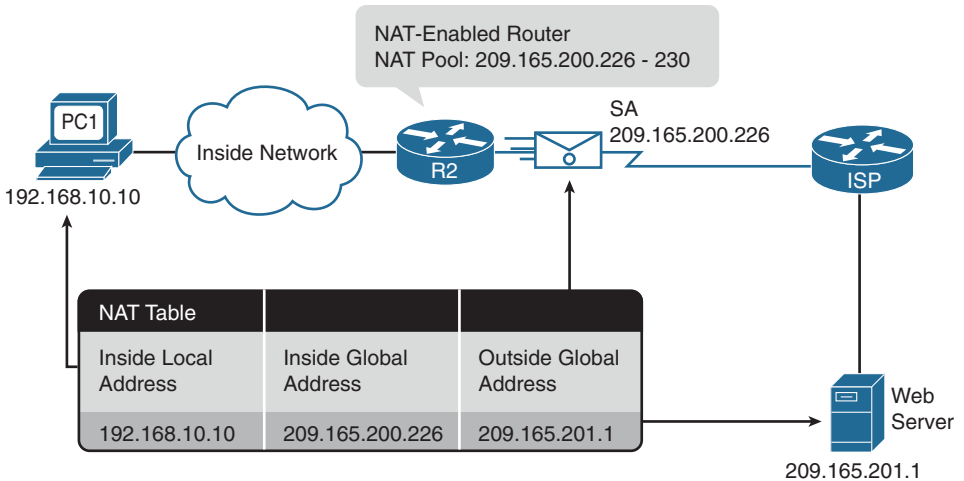 NAT-Enabled Router
NAT Pool: 209.165.200.226 - 230
SA
209.165.200.226
PC1
Inside Network
R2
ISP
192.168.10.10
NAT Table
Inside Local
Address
Inside Global
Address
Outside Global
Address
192.168.10.10
209.165.200.226
209.165.201.1
Web
Server
209.165.201.1